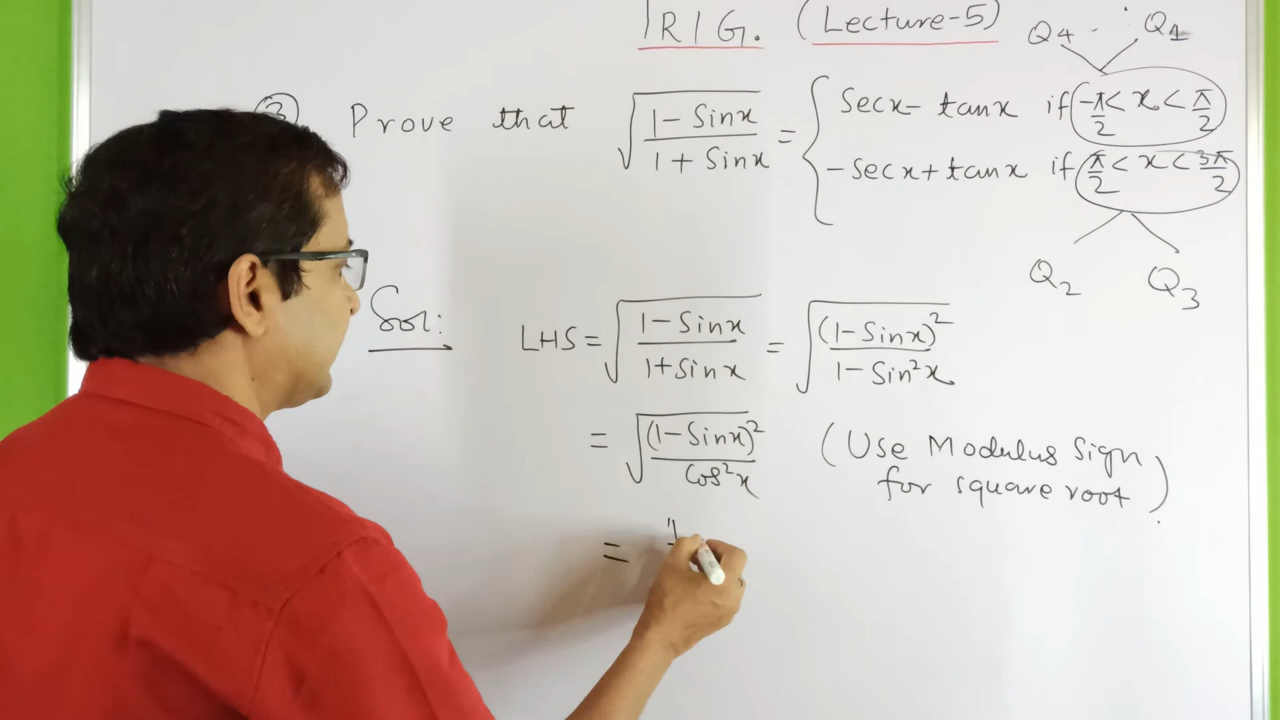 TRIG. (Lecture-5)
Q4 Q1
(3) Prove that √((1 - Sinx)/(1 + Sinx)) = { Secx - tanx if -π/2 < x < π/2
-secx + tanx if π/2 < x < 3π/2
Q2 Q3
Sol: LHS = √((1-Sinx)/(1+Sinx)) = √((1-Sinx)²/(1-Sin²x))
= √((1-Sinx)²/Cos²x) (Use Modulus Sign
for square root)
=